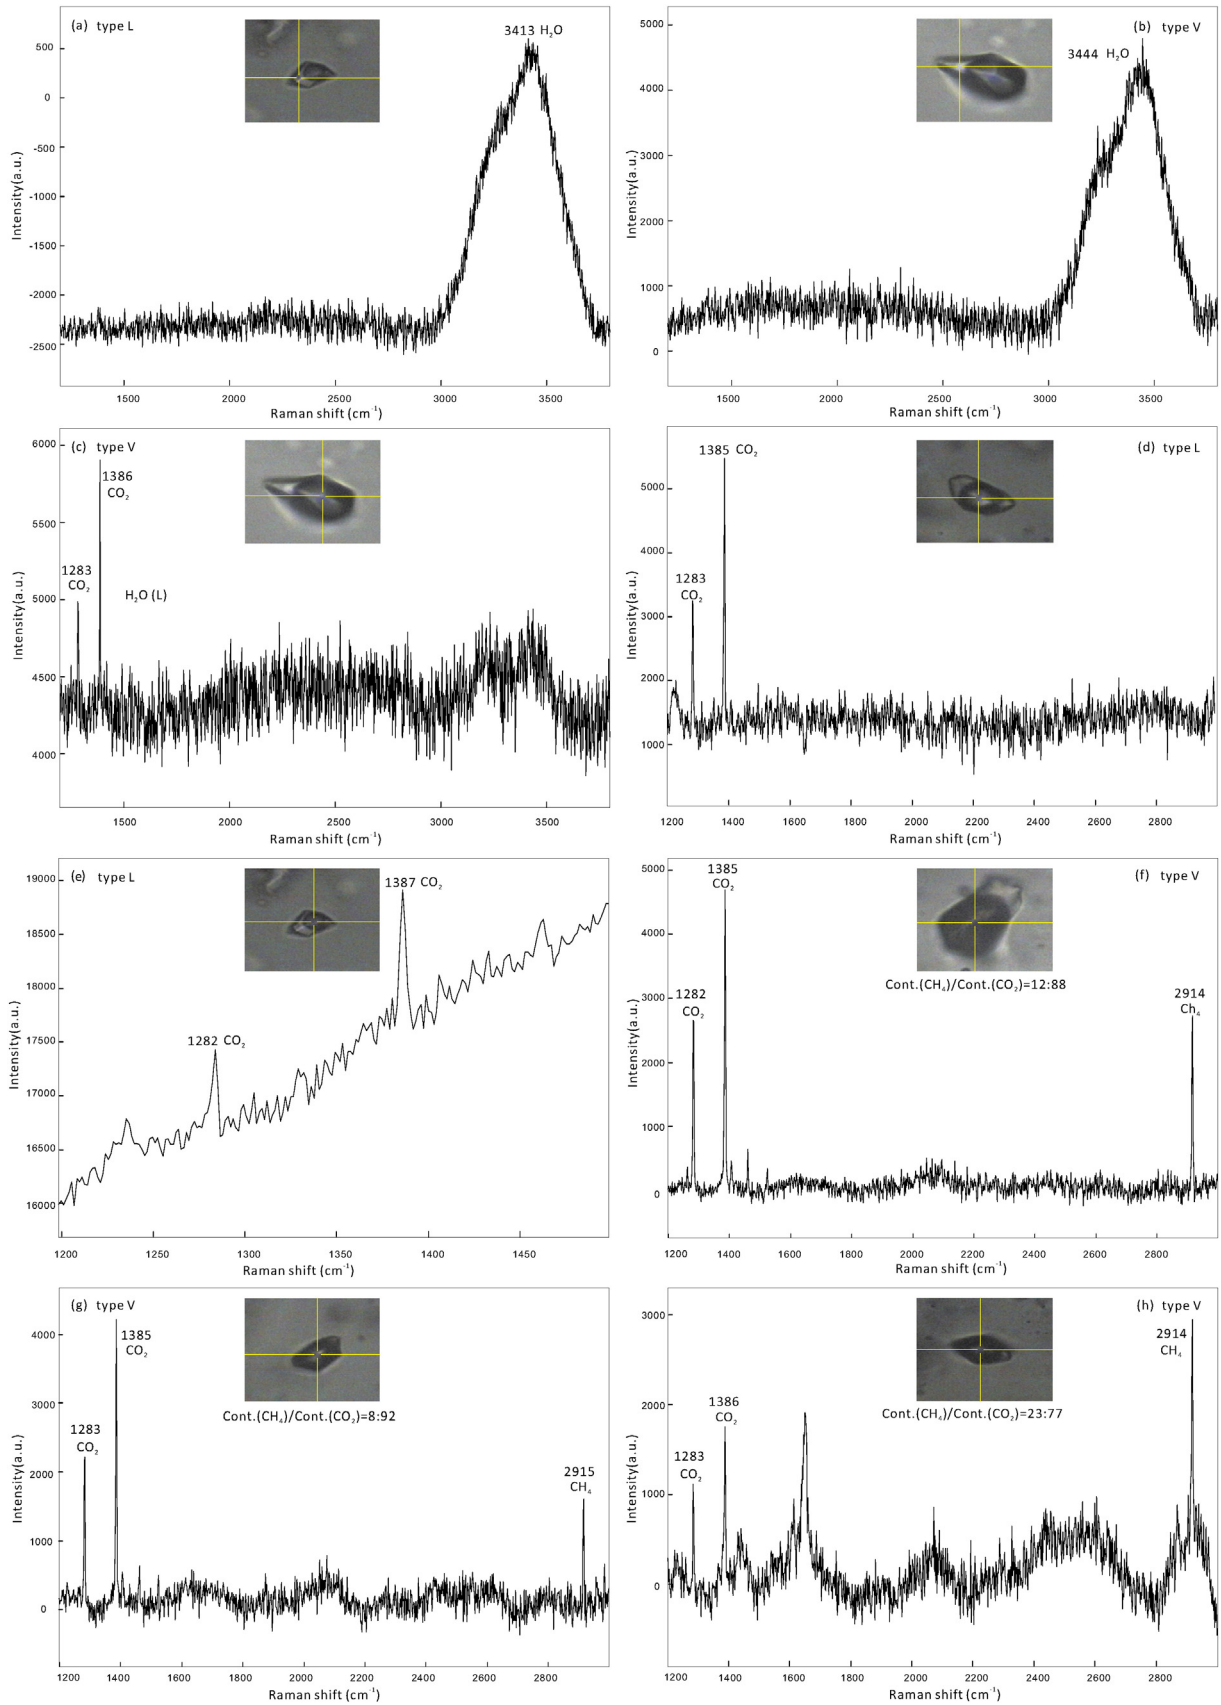 (a) type L
3413 H₂O
500
0
-500
-1000
-1500
-2000
-2500
Intensity(a.u.)
1500 2000 2500 3000 3500
Raman shift (cm⁻¹)
(b) type V
3444 H₂O
5000
4000
3000
2000
1000
0
Intensity(a.u.)
1500 2000 2500 3000 3500
Raman shift (cm⁻¹)
(c) type V
1386
CO₂
1283
CO₂
H₂O (L)
6000
5500
5000
4500
4000
Intensity(a.u.)
1500 2000 2500 3000 3500
Raman shift (cm⁻¹)
(d) type L
1385 CO₂
1283
CO₂
5000
4000
3000
2000
1000
Intensity(a.u.)
1200 1400 1600 1800 2000 2200 2400 2600 2800
Raman shift (cm⁻¹)
(e) type L
1387 CO₂
1282 CO₂
19000
18500
18000
17500
17000
16500
16000
Intensity(a.u.)
1200 1250 1300 1350 1400 1450
Raman shift (cm⁻¹)
(f) type V
1385
CO₂
Cont.(CH₄)/Cont.(CO₂)=12:88
1282
CO₂
2914
Ch₄
5000
4000
3000
2000
1000
0
Intensity(a.u.)
1200 1400 1600 1800 2000 2200 2400 2600 2800
Raman shift (cm⁻¹)
(g) type V
1385
CO₂
Cont.(CH₄)/Cont.(CO₂)=8:92
1283
CO₂
2915
CH₄
4000
3000
2000
1000
0
Intensity(a.u.)
1200 1400 1600 1800 2000 2200 2400 2600 2800
Raman shift (cm⁻¹)
(h) type V
2914
CH₄
1386
CO₂
Cont.(CH₄)/Cont.(CO₂)=23:77
1283
CO₂
3000
2000
1000
0
Intensity(a.u.)
1200 1400 1600 1800 2000 2200 2400 2600 2800
Raman shift (cm⁻¹)